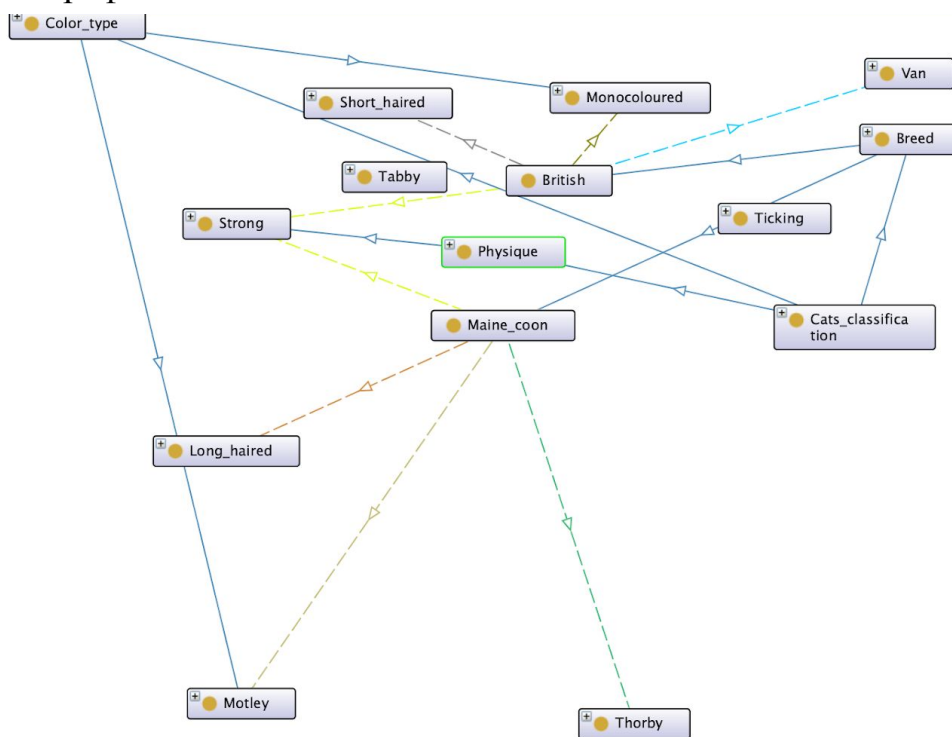 Color_type
Van
Monocoloured
Short_haired
Breed
Tabby
British
Strong
Ticking
Physique
Maine_coon
Cats_classifica
tion
Long_haired
Motley
Thorby